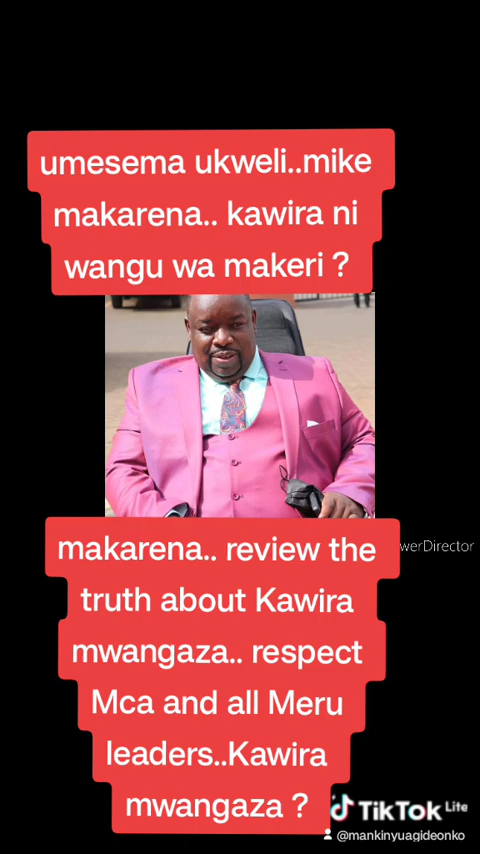 umesema ukweli..mike
makarena.. kawira ni
wangu wa makeri ?
makarena.. review the
truth about Kawira
mwangaza.. respect
Mca and all Meru
leaders..Kawira
mwangaza ?
werDirector
TikTok Lite
@mankinyuagideonko